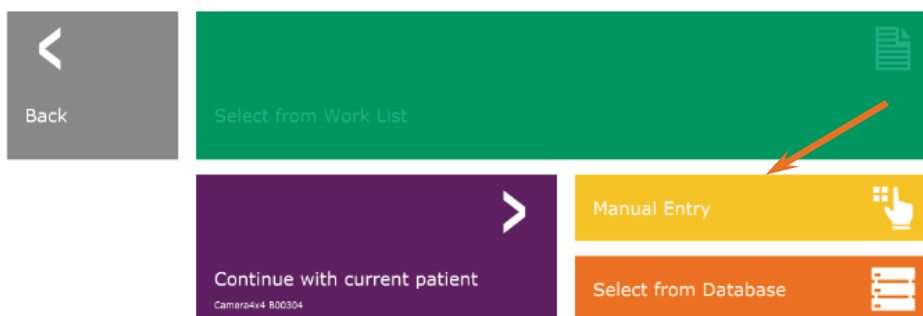 Back
Select from Work List
Manual Entry
Continue with current patient
Camera4x4 B00304
Select from Database